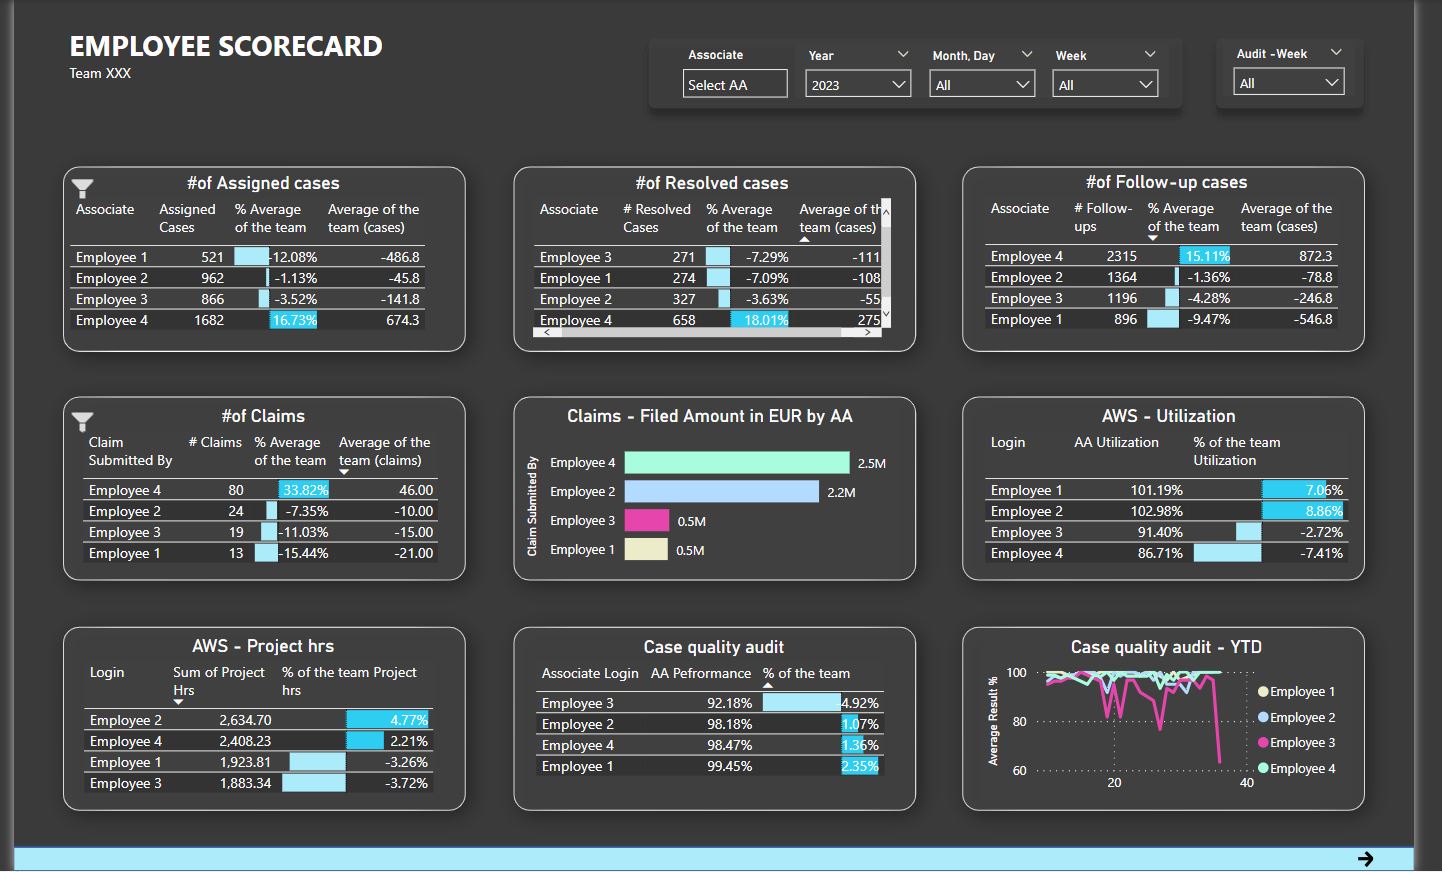 EMPLOYEE SCORECARD
Team XXX
Associate Year Month, Day Week Audit -Week
Select AA 2023 All All All
#of Assigned cases
Associate Assigned Cases % Average of the team Average of the team (cases)
Employee 1 521 -12.08% -486.8
Employee 2 962 -1.13% -45.8
Employee 3 866 -3.52% -141.8
Employee 4 1682 16.73% 674.3
#of Resolved cases
Associate # Resolved Cases % Average of the team Average of th team (cases)
Employee 3 271 -7.29% -111
Employee 1 274 -7.09% -108
Employee 2 327 -3.63% -55
Employee 4 658 18.01% 275
#of Follow-up cases
Associate # Follow-ups % Average of the team Average of the team (cases)
Employee 4 2315 15.11% 872.3
Employee 2 1364 -1.36% -78.8
Employee 3 1196 -4.28% -246.8
Employee 1 896 -9.47% -546.8
#of Claims
Claim Submitted By # Claims % Average of the team Average of the team (claims)
Employee 4 80 33.82% 46.00
Employee 2 24 -7.35% -10.00
Employee 3 19 -11.03% -15.00
Employee 1 13 -15.44% -21.00
Claims - Filed Amount in EUR by AA
Claim Submitted By
Employee 4 2.5M
Employee 2 2.2M
Employee 3 0.5M
Employee 1 0.5M
AWS - Utilization
Login AA Utilization % of the team Utilization
Employee 1 101.19% 7.06%
Employee 2 102.98% 8.86%
Employee 3 91.40% -2.72%
Employee 4 86.71% -7.41%
AWS - Project hrs
Login Sum of Project Hrs % of the team Project hrs
Employee 2 2,634.70 4.77%
Employee 4 2,408.23 2.21%
Employee 1 1,923.81 -3.26%
Employee 3 1,883.34 -3.72%
Case quality audit
Associate Login AA Pefrormance % of the team
Employee 3 92.18% -4.92%
Employee 2 98.18% 1.07%
Employee 4 98.47% 1.36%
Employee 1 99.45% 2.35%
Case quality audit - YTD
Average Result %
100
80
60
20 40
Employee 1
Employee 2
Employee 3
Employee 4